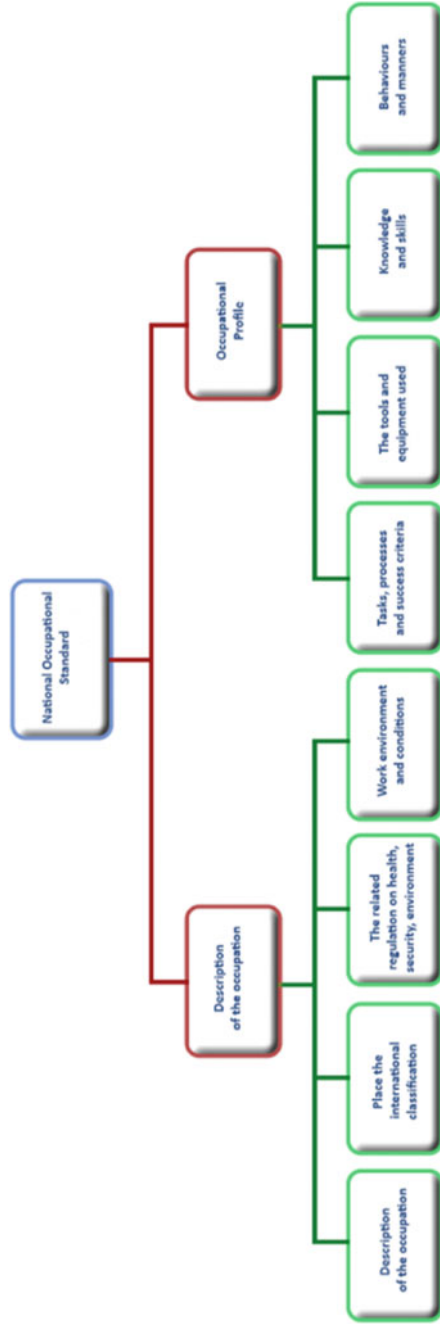 National Occupational
Standard
Description
of the occupation
Occupational
Profile
Description
of the occupation
Place the
international
classification
The related
regulation on health,
security, environment
Work environment
and conditions
Tasks, processes
and success criteria
The tools and
equipment used
Knowledge
and skills
Behaviours
and manners